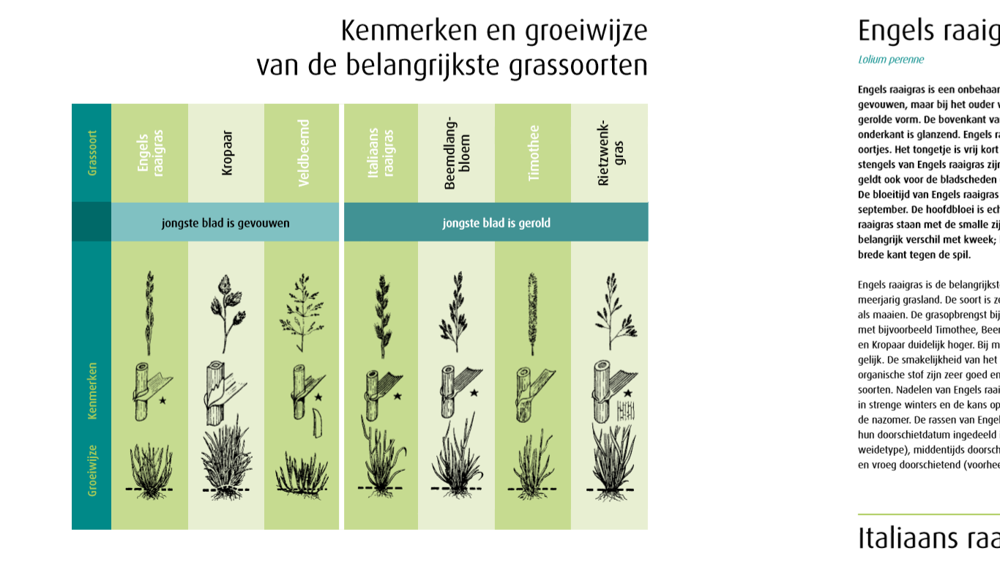 Kenmerken en groeiwijze
van de belangrijkste grassoorten
Grassoort
Engels
raaigras
Kropaar
Veldbeemd
Italiaans
raaigras
Beemdlang-
bloem
Timothee
Rietzwenk-
gras
jongste blad is gevouwen
jongste blad is gerold
Kenmerken
Groeiwijze
Engels raaig
Lolium perenne
Engels raaigras is een onbehaar
gevouwen, maar bij het ouder
gerolde vorm. De bovenkant va
onderkant is glanzend. Engels ra
oortjes. Het tongetje is vrij kort
stengels van Engels raaigras zijn
geldt ook voor de bladscheden
De bloeitijd van Engels raaigras
september. De hoofdbloei is ech
raaigras staan met de smalle zij
belangrijk verschil met kweek;
brede kant tegen de spil.
Engels raaigras is de belangrijkst
meerjarig grasland. De soort is ze
als maaien. De grasopbrengst bij
met bijvoorbeeld Timothee, Beem
en Kropaar duidelijk hoger. Bij m
gelijk. De smakelijkheid van het
organische stof zijn zeer goed en
soorten. Nadelen van Engels raai
in strenge winters en de kans op
de nazomer. De rassen van Engel
hun doorschietdatum ingedeeld
weidetype), middentijds doorsch
en vroeg doorschietend (voorhee
Italiaans raa